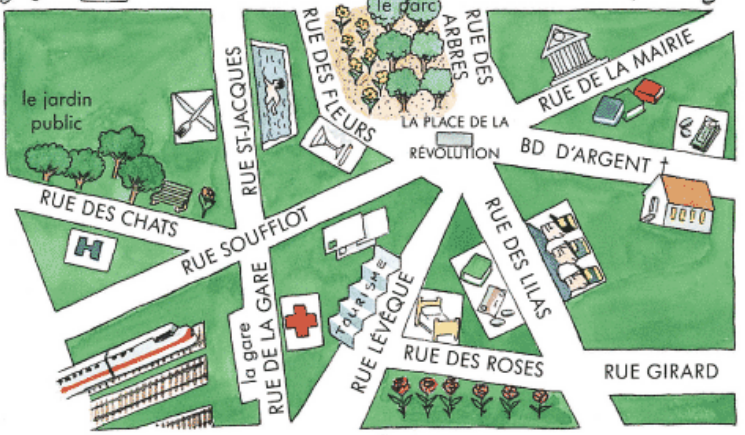 le parc
RUE DES FLEURS
RUE DES
ARBRES
RUE DE LA MAIRIE
le jardin
public
RUE ST-JACQUES
LA PLACE DE LA
RÉVOLUTION
BD D'ARGENT
RUE DES CHATS
RUE SOUFFLOT
H
la gare
RUE DE LA GARE
TOURISME
RUE LÉVÊQUE
RUE DES LILAS
RUE DES ROSES
RUE GIRARD